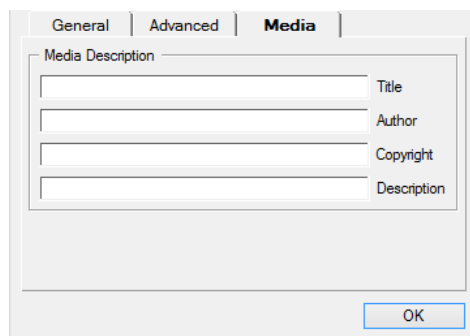 General Advanced Media
Media Description
Title
Author
Copyright
Description
OK